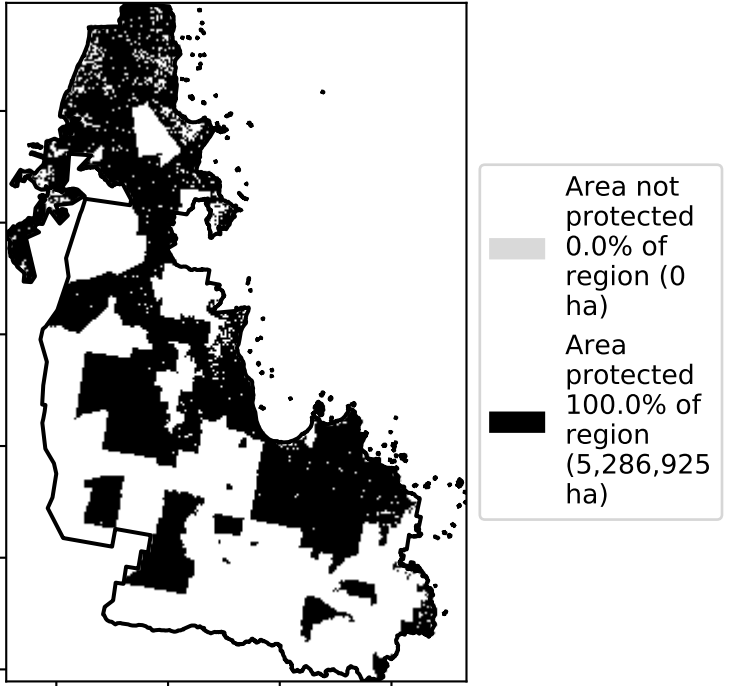 Area not
protected
0.0% of
region (0
ha)
Area
protected
100.0% of
region
(5,286,925
ha)